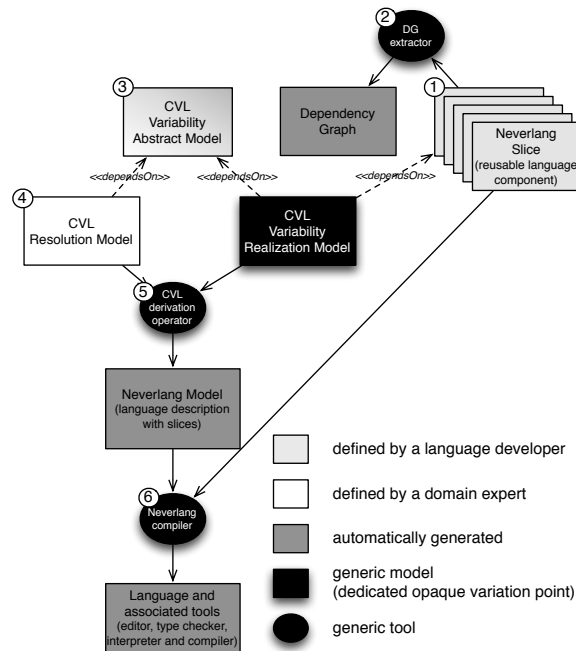 2
DG
extractor
3
CVL
Variability
Abstract Model
Dependency
Graph
1
Neverlang
Slice
(reusable language
component)
<<dependsOn>>
<<dependsOn>>
<<dependsOn>>
4
CVL
Resolution Model
CVL
Variability
Realization Model
5
CVL
derivation
operator
Neverlang Model
(language description
with slices)
6
Neverlang
compiler
Language and
associated tools
(editor, type checker,
interpreter and compiler)
defined by a language developer
defined by a domain expert
automatically generated
generic model
(dedicated opaque variation point)
generic tool